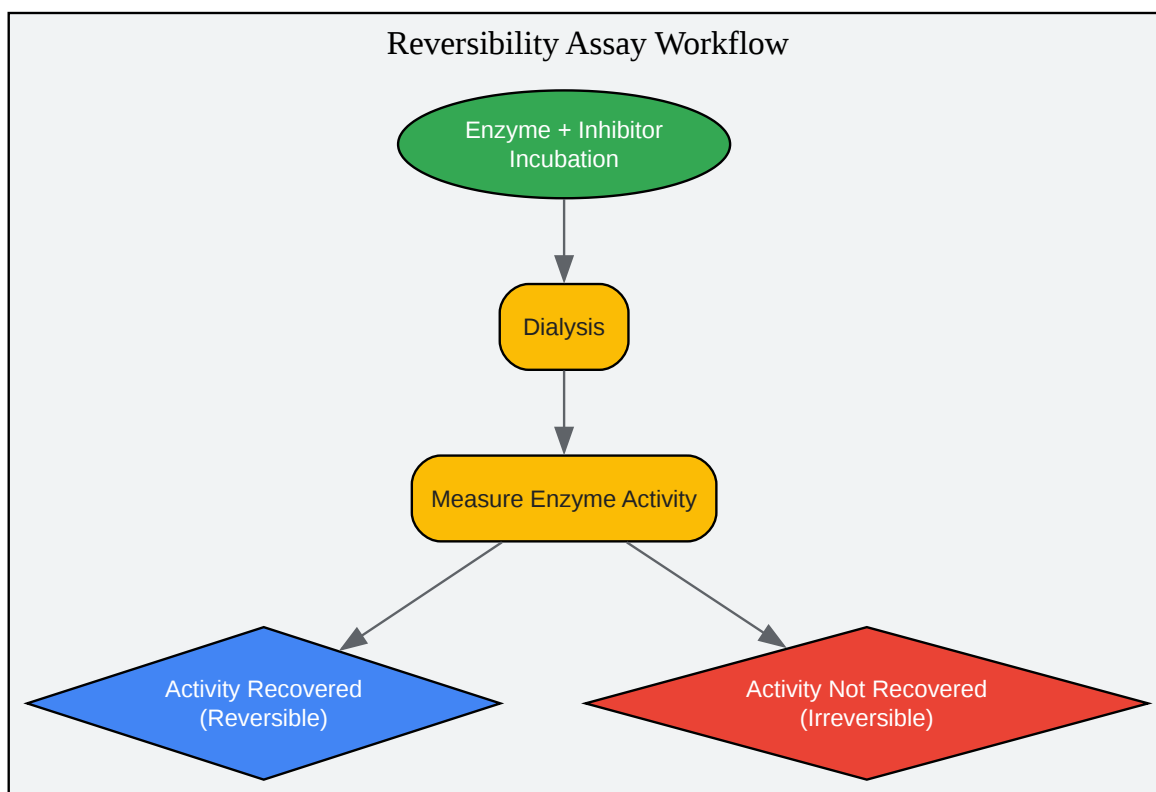 Reversibility Assay Workflow
Enzyme + Inhibitor
Incubation
Dialysis
Measure Enzyme Activity
Activity Recovered
(Reversible)
Activity Not Recovered
(Irreversible)